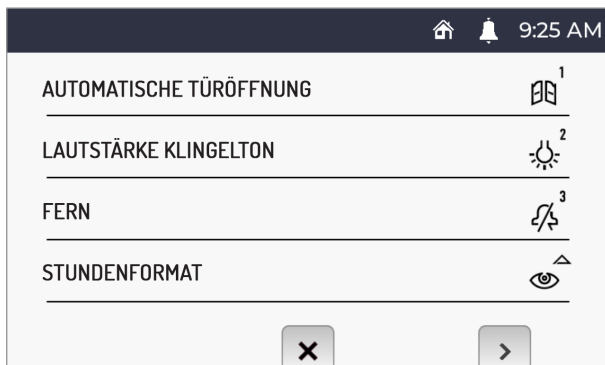 9:25 AM
AUTOMATISCHE TÜRÖFFNUNG 1
LAUTSTÄRKE KLINGELTON 2
FERN 3
STUNDENFORMAT